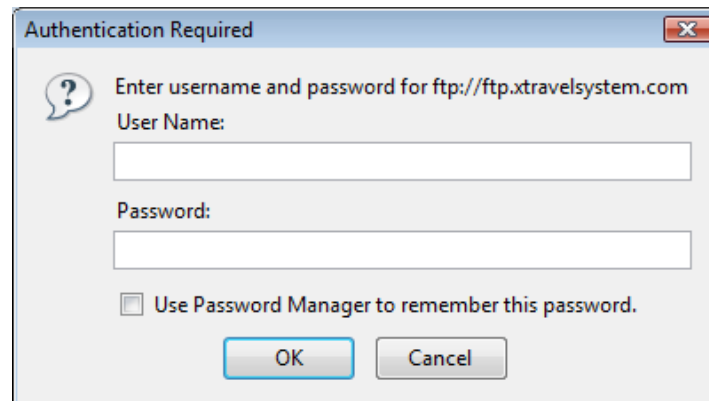 Authentication Required
Enter username and password for ftp://ftp.xtravelsystem.com
User Name:
Password:
Use Password Manager to remember this password.
OK
Cancel